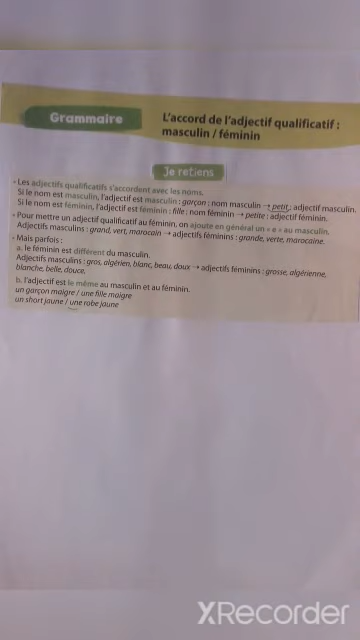 Grammaire
L'accord de l'adjectif qualificatif :
masculin / féminin
Je retiens
• Les adjectifs qualificatifs s'accordent avec les noms.
Si le nom est masculin, l'adjectif est masculin : garçon : nom masculin → petit : adjectif masculin.
Si le nom est féminin, l'adjectif est féminin : fille : nom féminin → petite : adjectif féminin.
• Pour mettre un adjectif qualificatif au féminin, on ajoute en général un « e » au masculin.
Adjectifs masculins : grand, vert, marocain → adjectifs féminins : grande, verte, marocaine.
• Mais parfois :
a. le féminin est différent du masculin.
Adjectifs masculins : gros, algérien, blanc, beau, doux → adjectifs féminins : grosse, algérienne,
blanche, belle, douce.
b. l'adjectif est le même au masculin et au féminin.
un garçon maigre / une fille maigre
un short jaune / une robe jaune
XRecorder